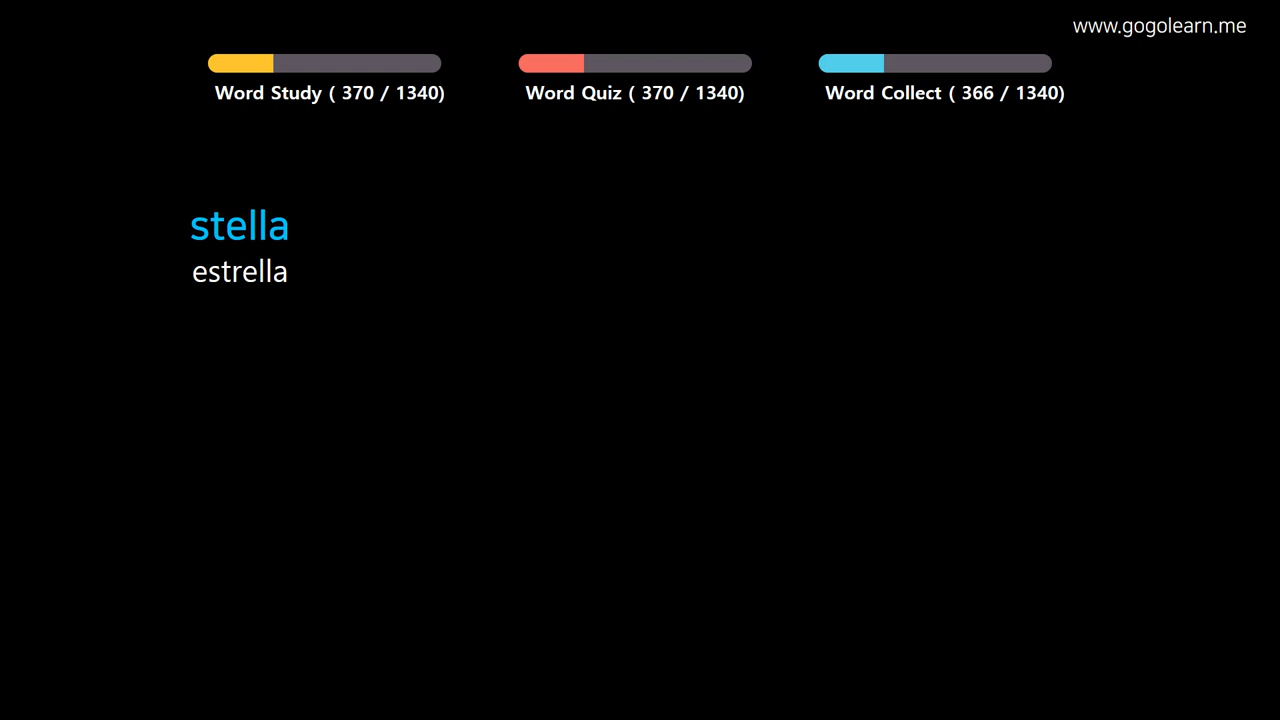 www.gogolearn.me
Word Study ( 370 / 1340)
Word Quiz ( 370 / 1340)
Word Collect ( 366 / 1340)
stella
estrella